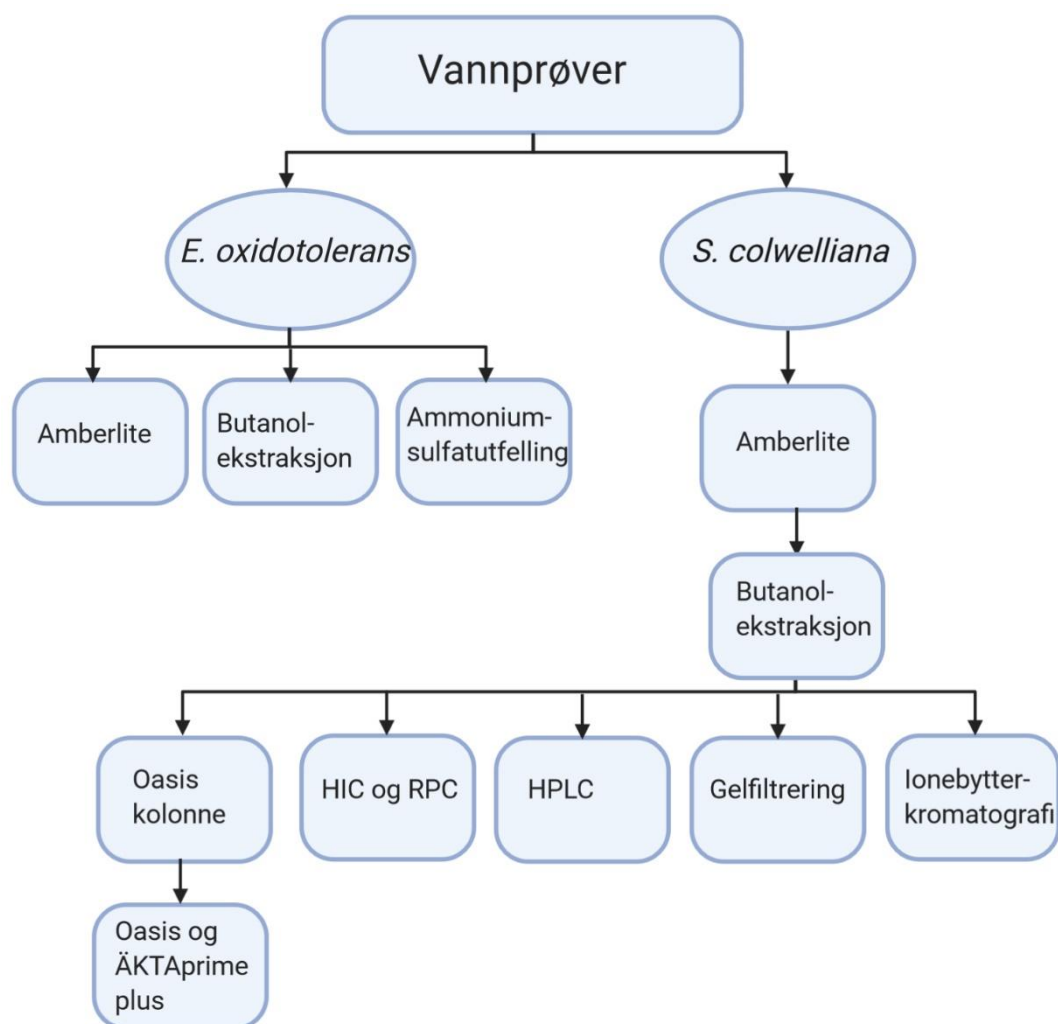 Vannprøver
E. oxidotolerans
S. colwelliana
Amberlite
Butanol-
ekstraksjon
Ammonium-
sulfatutfelling
Amberlite
Butanol-
ekstraksjon
Oasis
kolonne
HIC og RPC
HPLC
Gelfiltrering
Ionebytter-
kromatografi
Oasis og
ÄKTAprime
plus